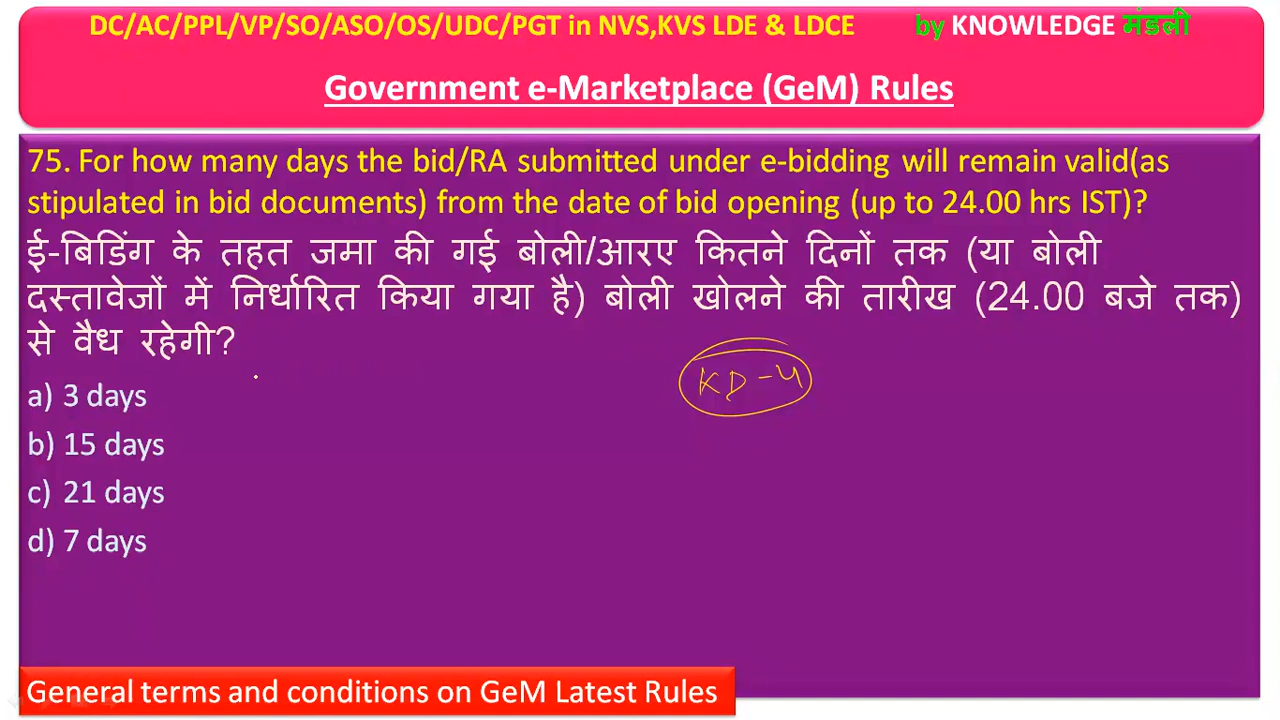 DC/AC/PPL/VP/SO/ASO/OS/UDC/PGT in NVS,KVS LDE & LDCE by KNOWLEDGE मंडली
Government e-Marketplace (GeM) Rules
75. For how many days the bid/RA submitted under e-bidding will remain valid(as
stipulated in bid documents) from the date of bid opening (up to 24.00 hrs IST)?
ई-बिडिंग के तहत जमा की गई बोली/आरए कितने दिनों तक (या बोली
दस्तावेजों में निर्धारित किया गया है) बोली खोलने की तारीख (24.00 बजे तक)
से वैध रहेगी?
KD-4
a) 3 days
b) 15 days
c) 21 days
d) 7 days
General terms and conditions on GeM Latest Rules